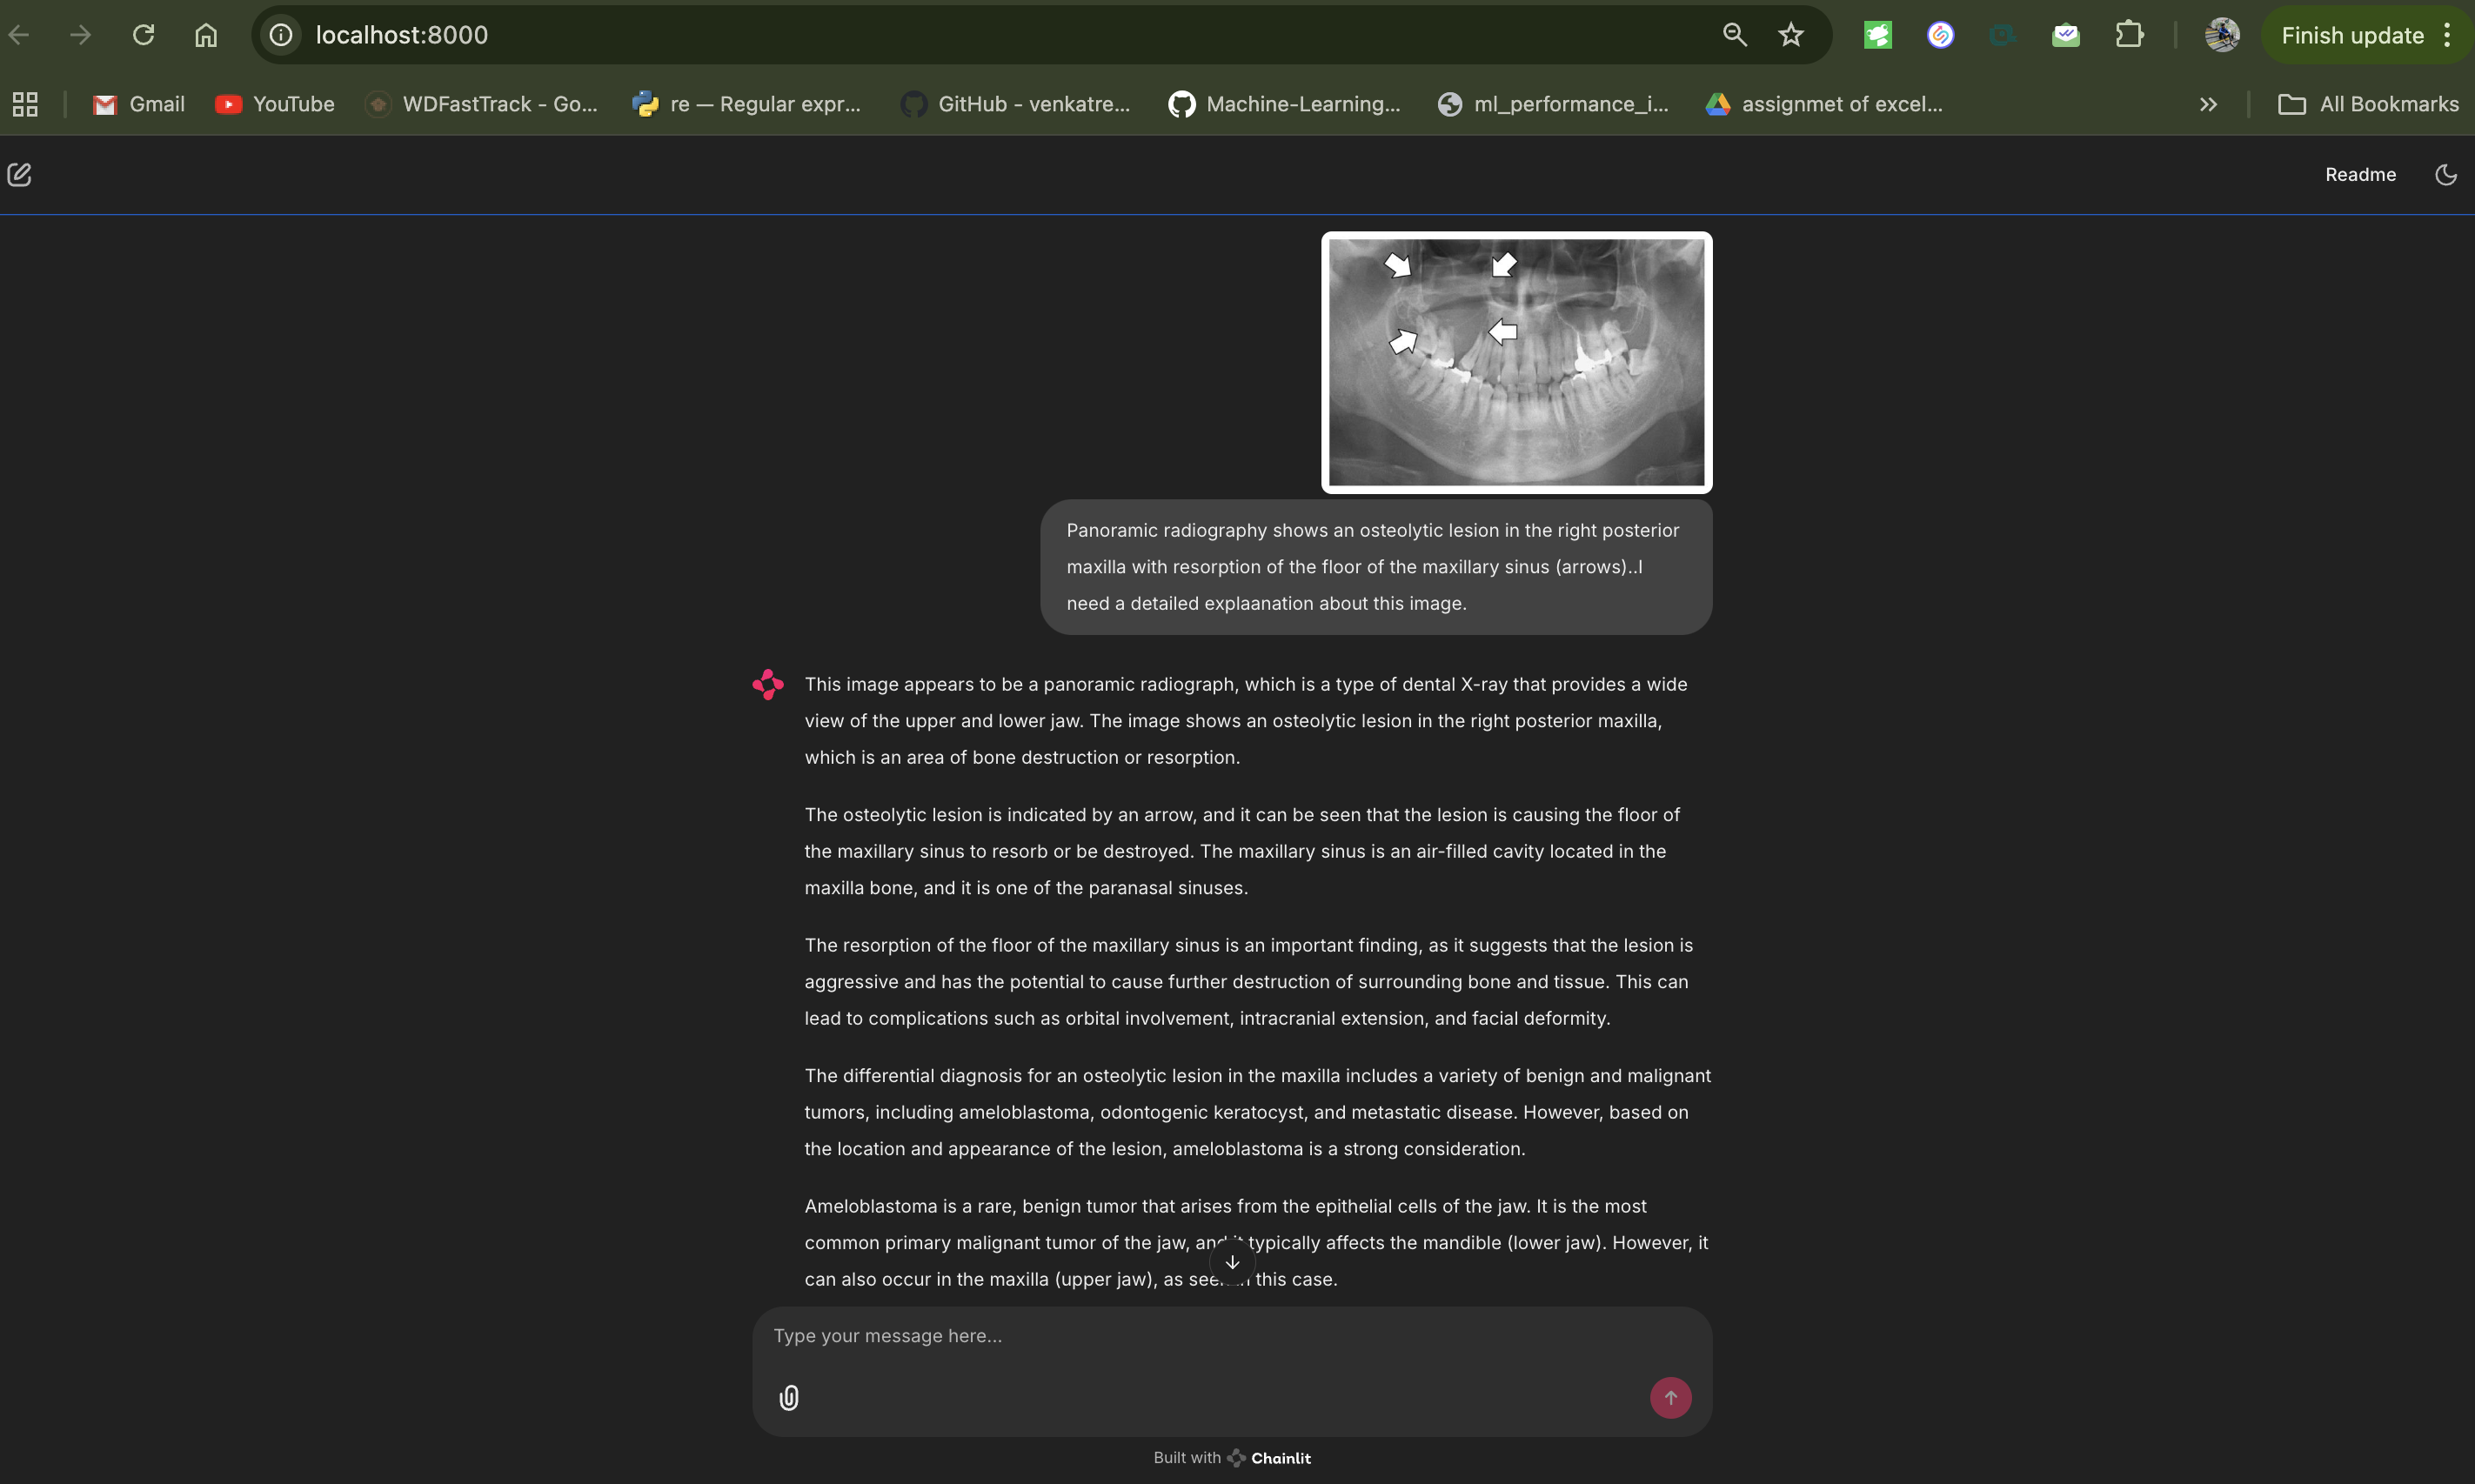 localhost:8000
Finish update
Gmail
YouTube
WDFastTrack - Go...
re — Regular expr...
GitHub - venkatre...
Machine-Learning...
ml_performance_i...
assignmet of excel...
All Bookmarks
Readme
Panoramic radiography shows an osteolytic lesion in the right posterior
maxilla with resorption of the floor of the maxillary sinus (arrows)..I
need a detailed explaanation about this image.
This image appears to be a panoramic radiograph, which is a type of dental X-ray that provides a wide
view of the upper and lower jaw. The image shows an osteolytic lesion in the right posterior maxilla,
which is an area of bone destruction or resorption.
The osteolytic lesion is indicated by an arrow, and it can be seen that the lesion is causing the floor of
the maxillary sinus to resorb or be destroyed. The maxillary sinus is an air-filled cavity located in the
maxilla bone, and it is one of the paranasal sinuses.
The resorption of the floor of the maxillary sinus is an important finding, as it suggests that the lesion is
aggressive and has the potential to cause further destruction of surrounding bone and tissue. This can
lead to complications such as orbital involvement, intracranial extension, and facial deformity.
The differential diagnosis for an osteolytic lesion in the maxilla includes a variety of benign and malignant
tumors, including ameloblastoma, odontogenic keratocyst, and metastatic disease. However, based on
the location and appearance of the lesion, ameloblastoma is a strong consideration.
Ameloblastoma is a rare, benign tumor that arises from the epithelial cells of the jaw. It is the most
common primary malignant tumor of the jaw, and it typically affects the mandible (lower jaw). However, it
can also occur in the maxilla (upper jaw), as seen in this case.
Type your message here...
Built with Chainlit